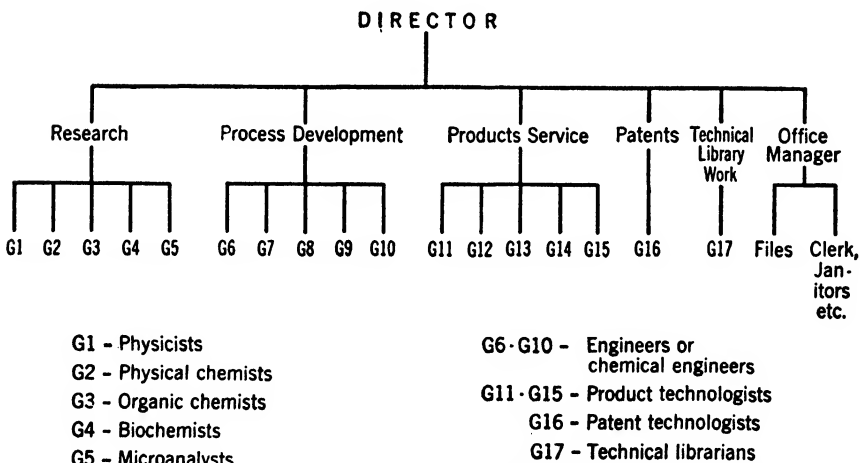 DIRECTOR
Research Process Development Products Service Patents Technical Library Work Office Manager
G1 G2 G3 G4 G5 G6 G7 G8 G9 G10 G11 G12 G13 G14 G15 G16 G17 Files Clerk, Jan-
itors
etc.
G1 - Physicists
G2 - Physical chemists
G3 - Organic chemists
G4 - Biochemists
G5 - Microanalysts
G6-G10 - Engineers or
chemical engineers
G11-G15 - Product technologists
G16 - Patent technologists
G17 - Technical librarians